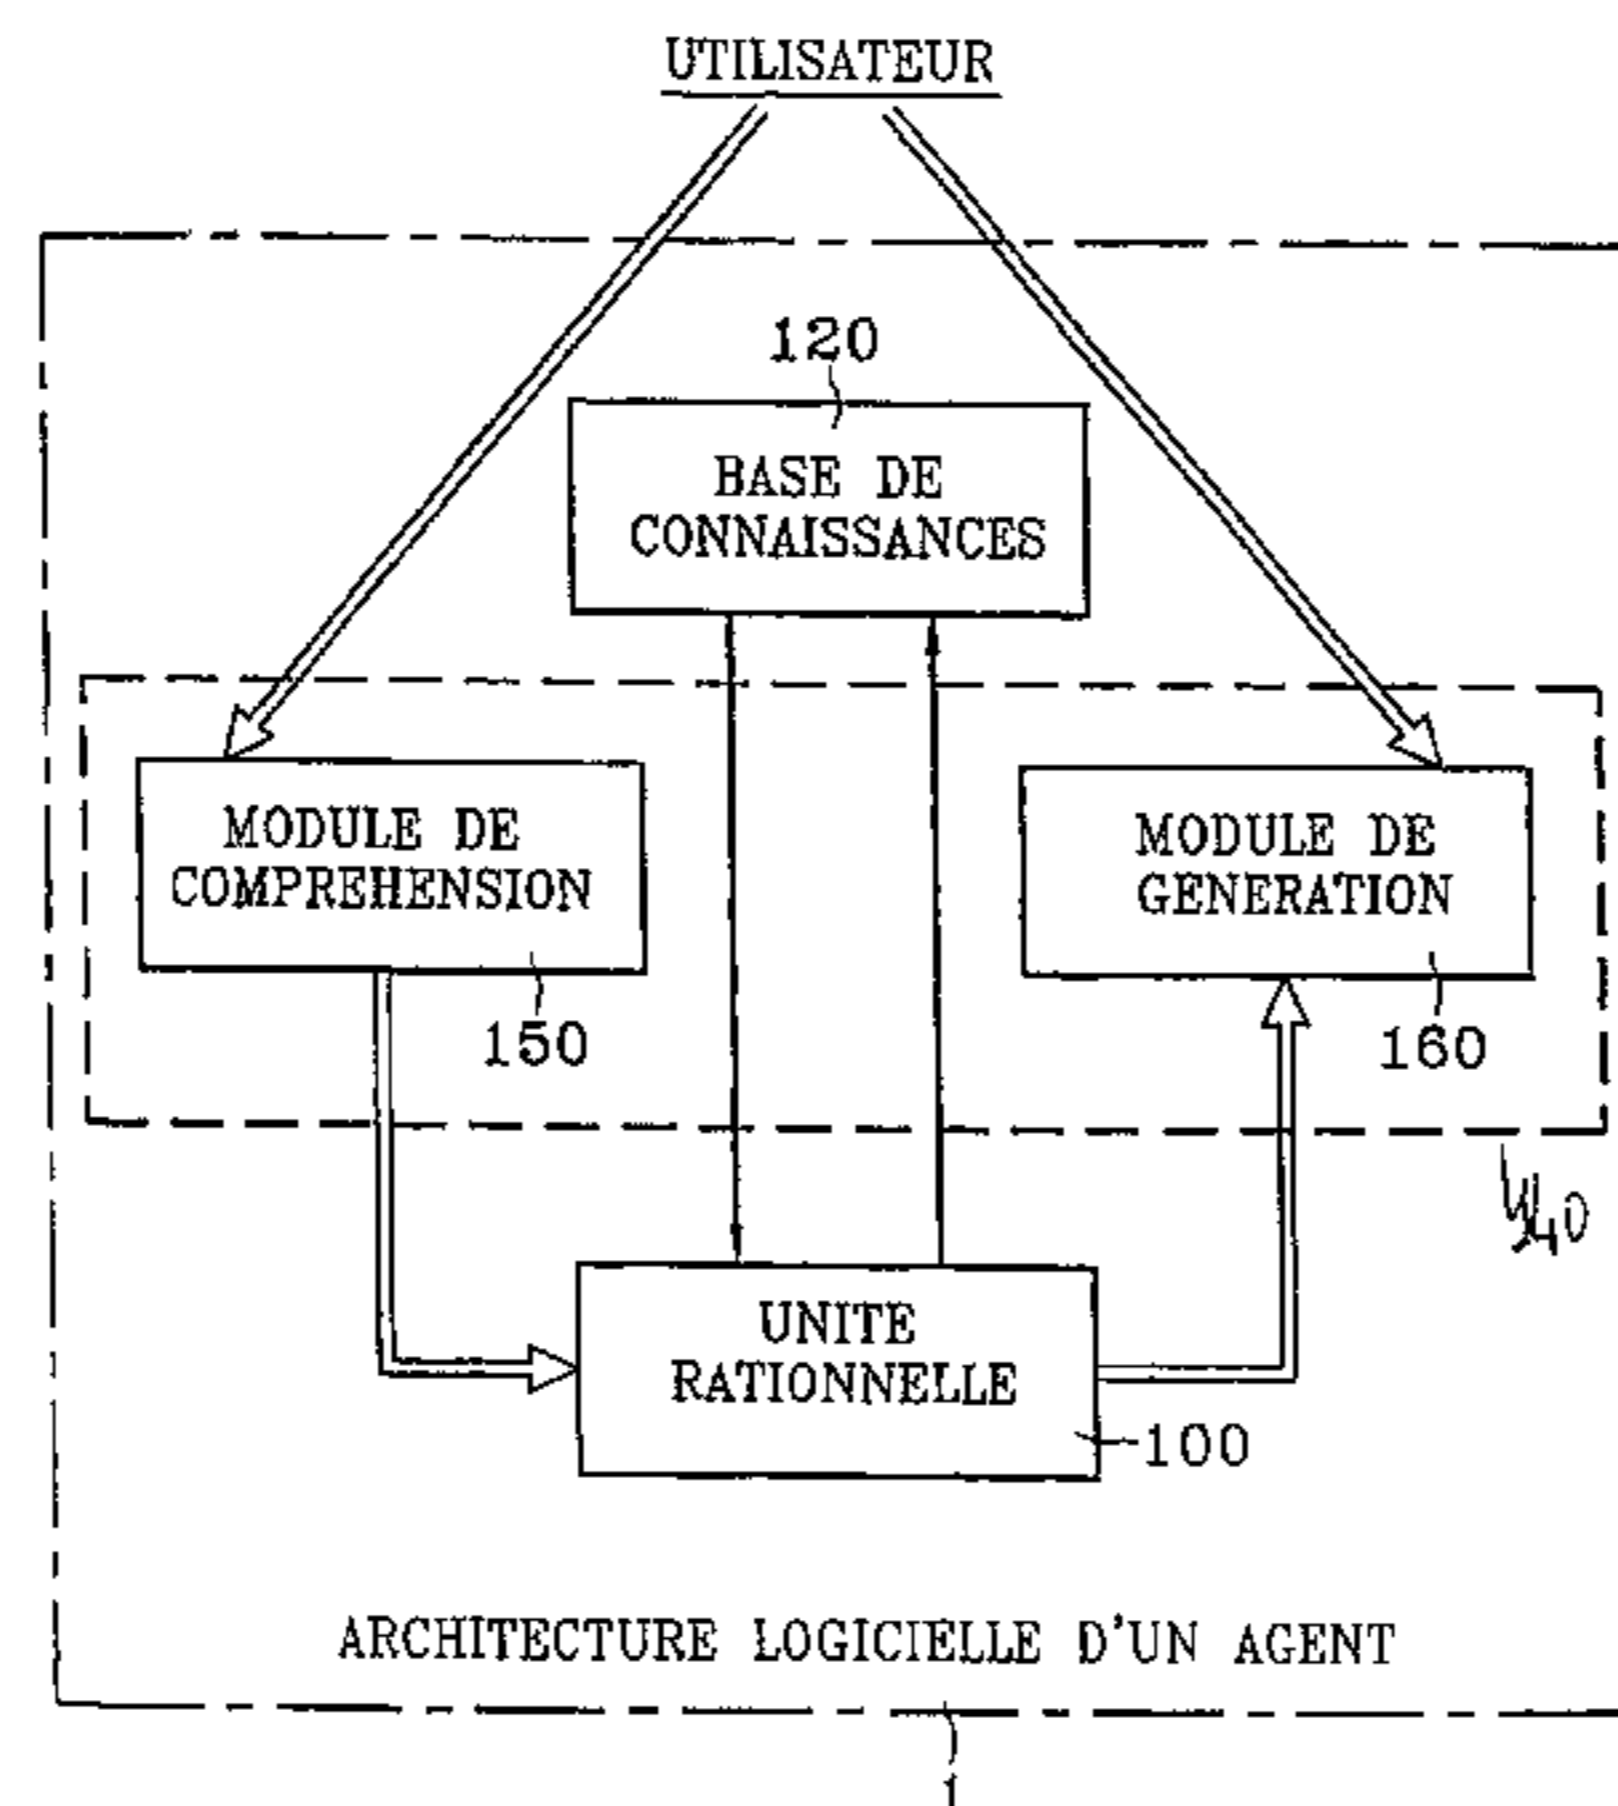 UTILISATEUR
120
BASE DE
CONNAISSANCES
MODULE DE
COMPREHENSION
150
MODULE DE
GENERATION
160
140
UNITE
RATIONNELLE
100
ARCHITECTURE LOGICIELLE D'UN AGENT
1